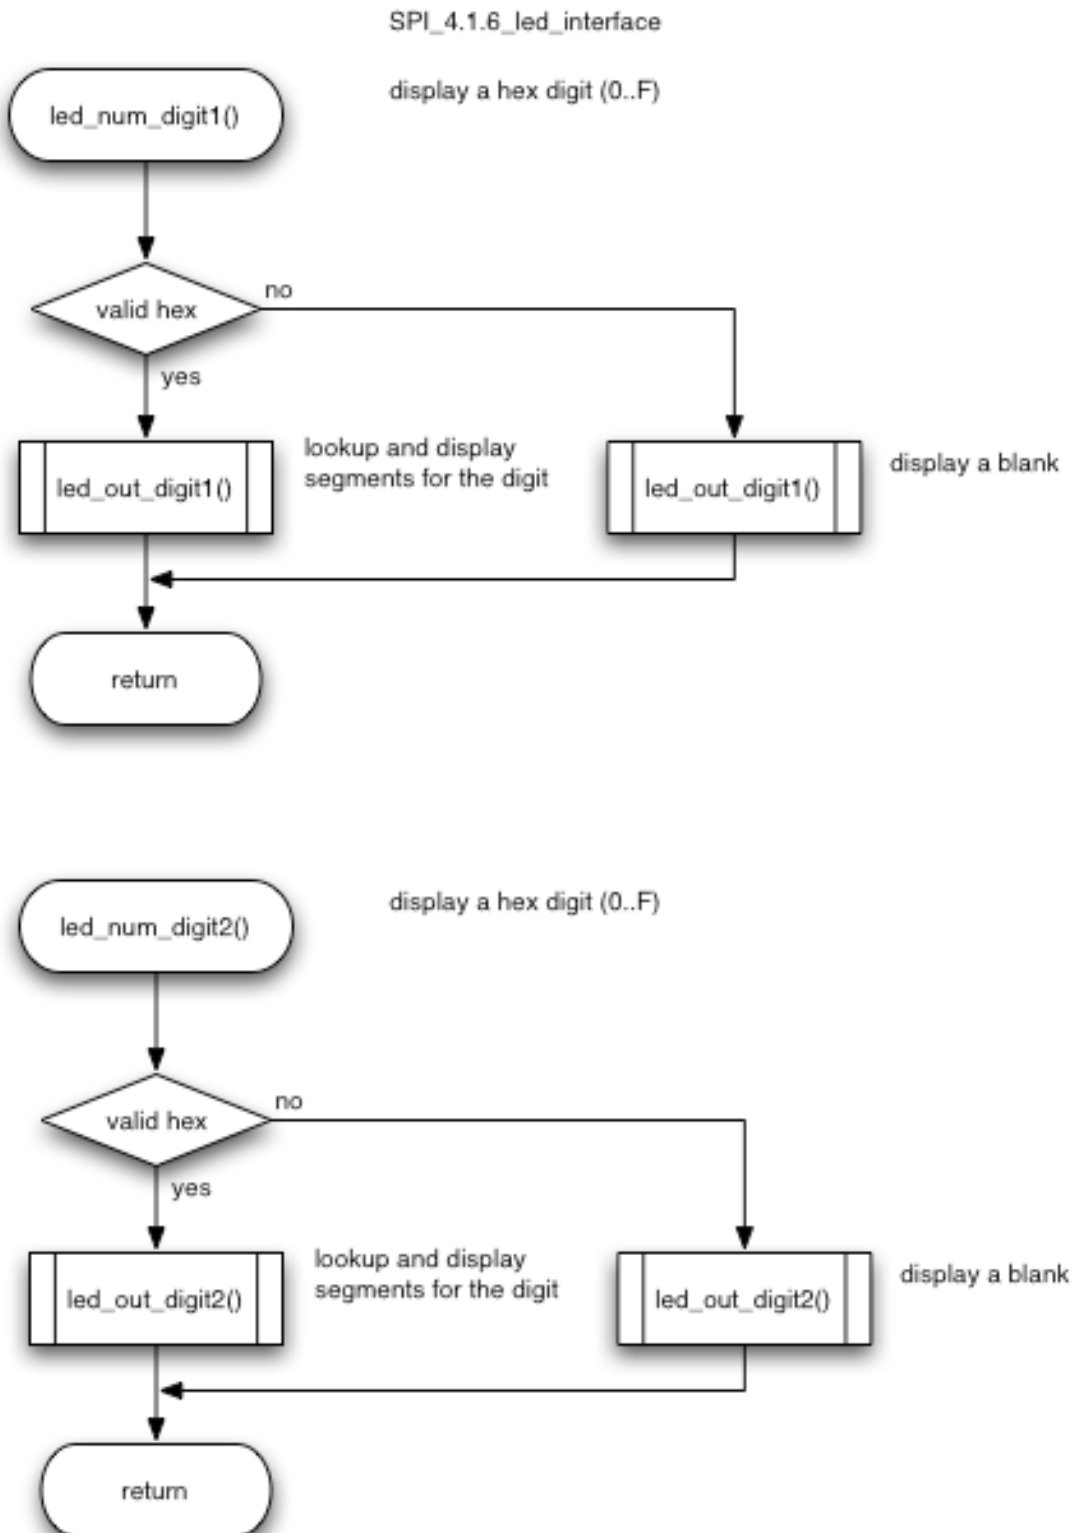 SPI_4.1.6_led_interface
display a hex digit (0..F)
led_num_digit1()
no
valid hex
yes
lookup and display
segments for the digit
display a blank
led_out_digit1()
led_out_digit1()
return
display a hex digit (0..F)
led_num_digit2()
no
valid hex
yes
lookup and display
segments for the digit
display a blank
led_out_digit2()
led_out_digit2()
return